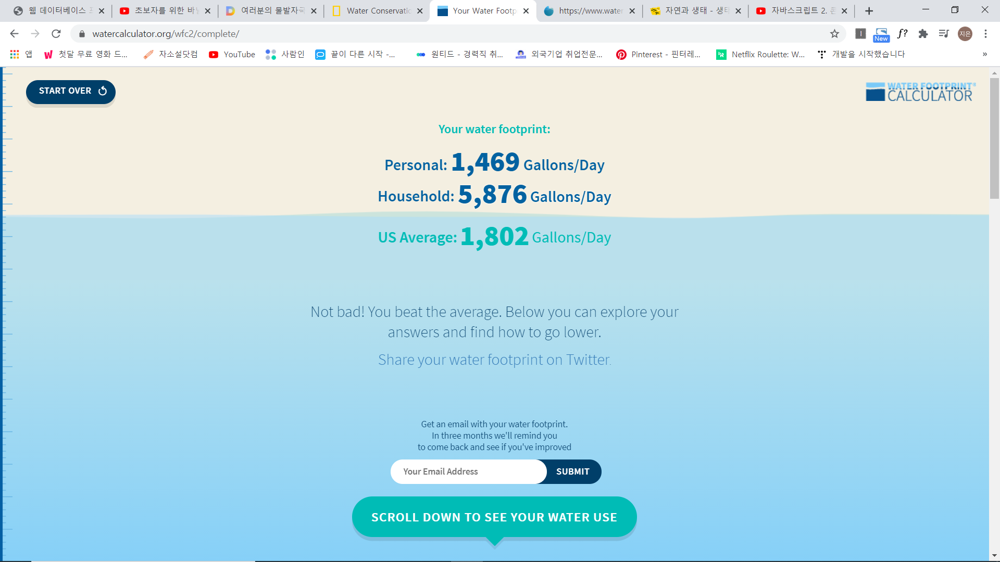 웹 데이터베이스
초보자를 위한
여러분의 물발자국
Water Conservatic
Your Water Footp
https://www.water
자연과 생태 - 생태
자바스크립트 2. 콘
watercalculator.org/wfc2/complete/
New
f?
지은
앱
첫달 무료 영화 드...
자소설닷컴
YouTube
사람인
끝이 다른 시작 -...
원티드 - 경력직 취...
외국기업 취업전문...
Pinterest - 핀터레...
Netflix Roulette: W...
개발을 시작했습니다
»
START OVER
WATER FOOTPRINT®
CALCULATOR
Your water footprint:
Personal: 1,469 Gallons/Day
Household: 5,876 Gallons/Day
US Average: 1,802 Gallons/Day
Not bad! You beat the average. Below you can explore your
answers and find how to go lower.
Share your water footprint on Twitter.
Get an email with your water footprint.
In three months we'll remind you
to come back and see if you've improved
Your Email Address
SUBMIT
SCROLL DOWN TO SEE YOUR WATER USE